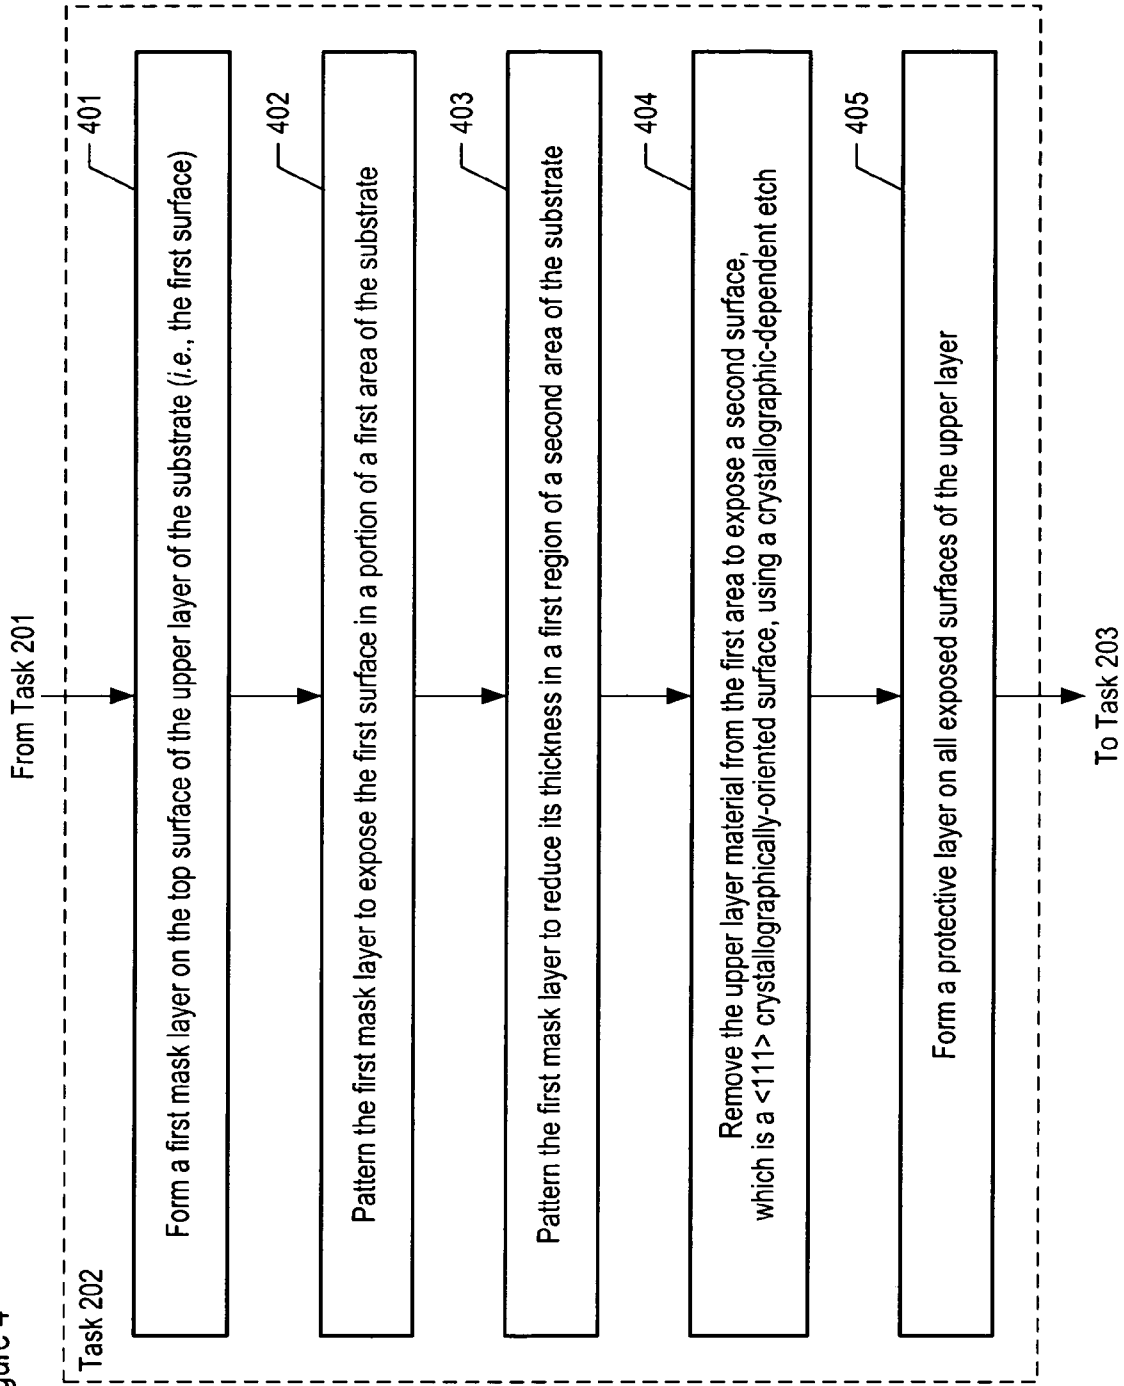 From Task 201
Task 202
401
Form a first mask layer on the top surface of the upper layer of the substrate (i.e., the first surface)
402
Pattern the first mask layer to expose the first surface in a portion of a first area of the substrate
403
Pattern the first mask layer to reduce its thickness in a first region of a second area of the substrate
404
Remove the upper layer material from the first area to expose a second surface,
which is a <111> crystallographically-oriented surface, using a crystallographic-dependent etch
405
Form a protective layer on all exposed surfaces of the upper layer
To Task 203